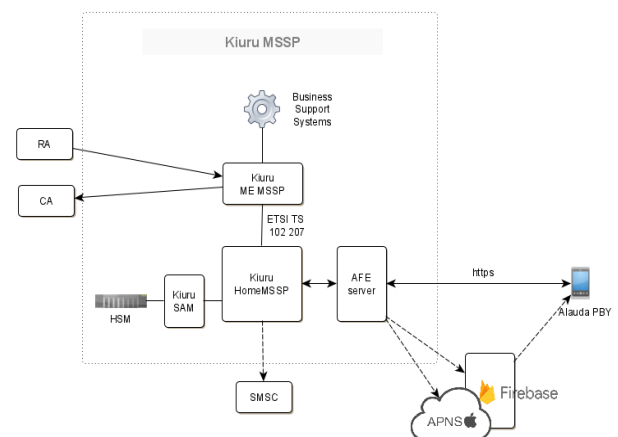 Kiuru MSSP
Business
Support
Systems
RA
Kiuru
ME MSSP
CA
ETSI TS
102 207
Kiuru
HomeMSSP
AFE
server
https
Kiuru
SAM
HSM
Alauda PBY
SMSC
Firebase
APNS